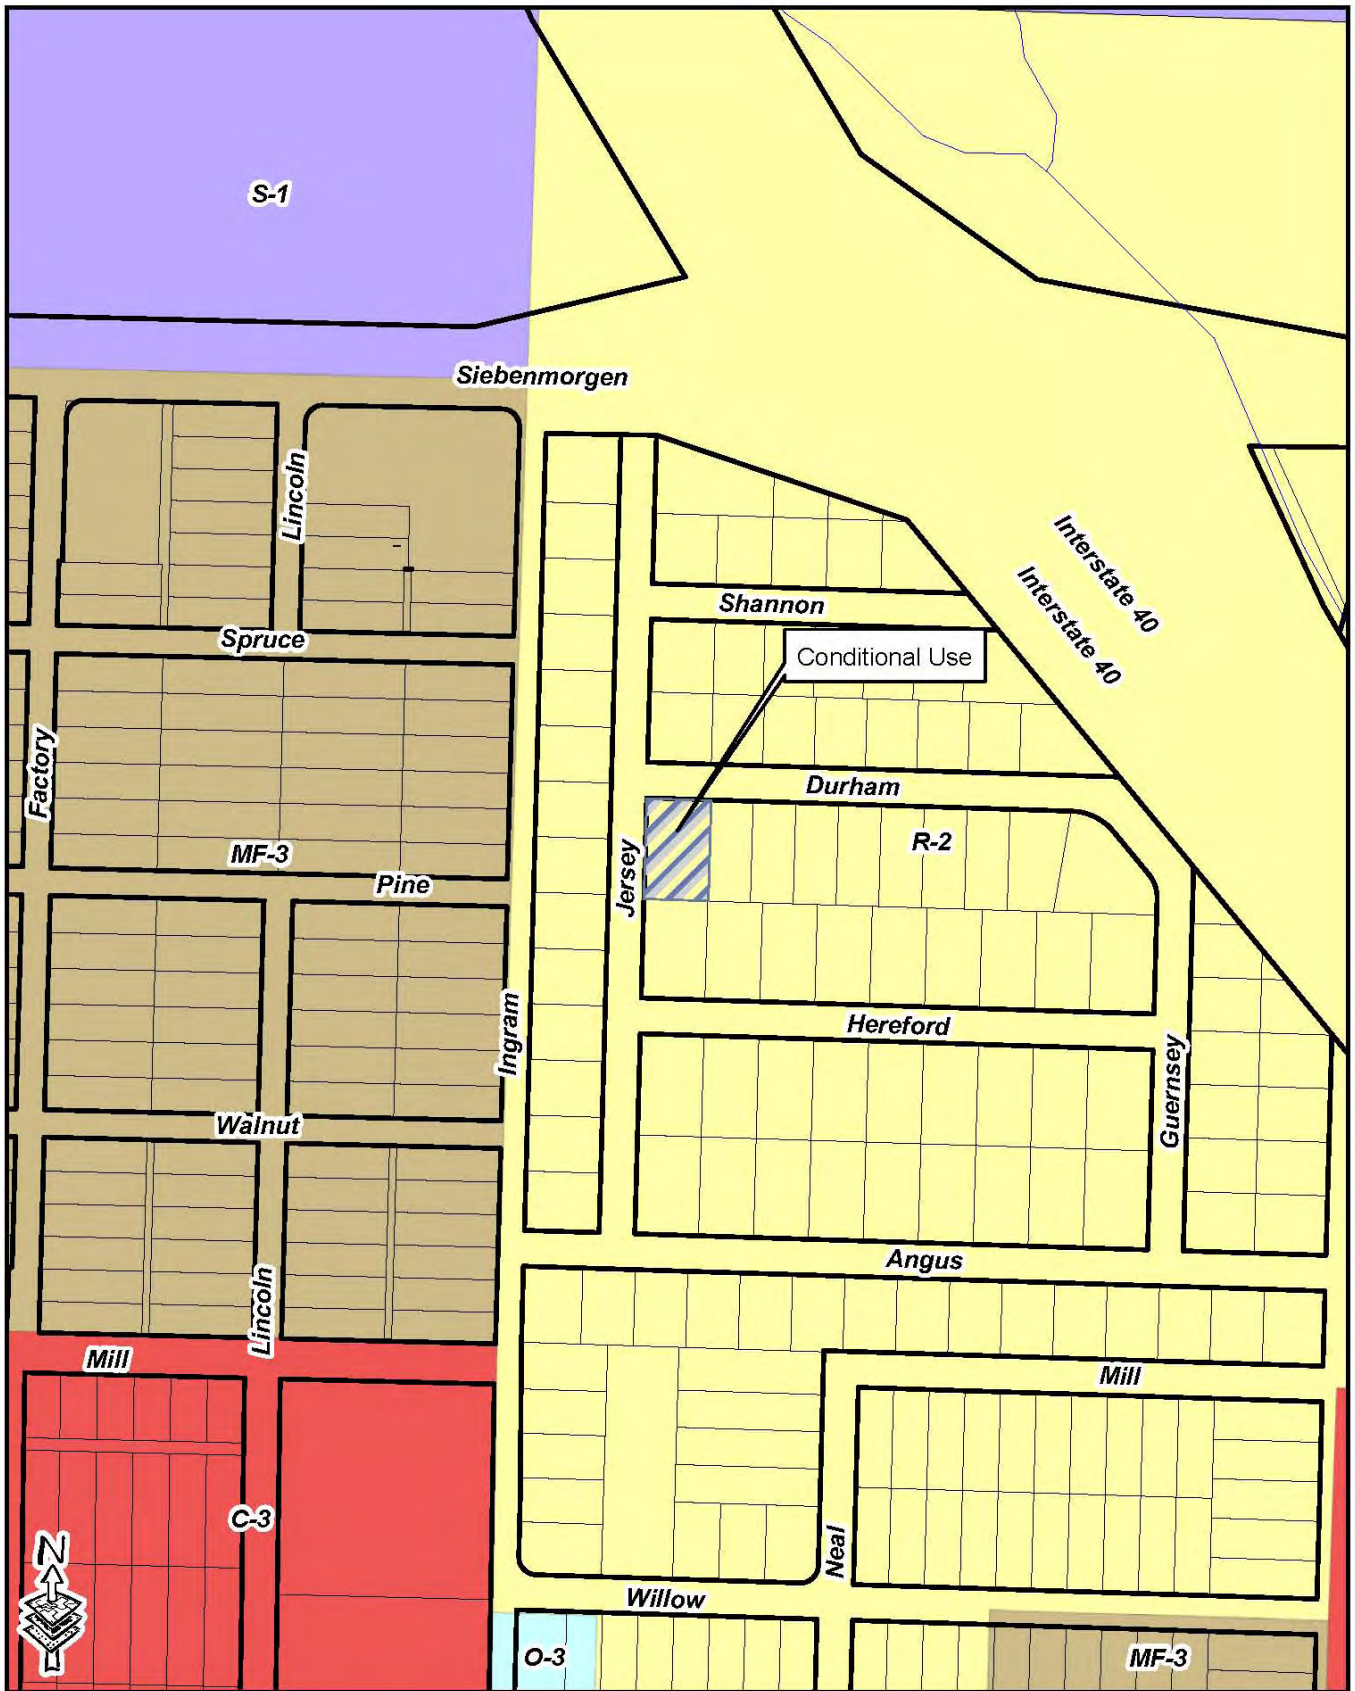 S-1
Siebenmorgen
Lincoln
Interstate 40
Interstate 40
Shannon
Spruce
Conditional Use
Factory
Durham
R-2
MF-3
Jersey
Pine
Ingram
Hereford
Guernsey
Walnut
Angus
Lincoln
Mill
Mill
C-3
N
Neal
Willow
O-3
MF-3